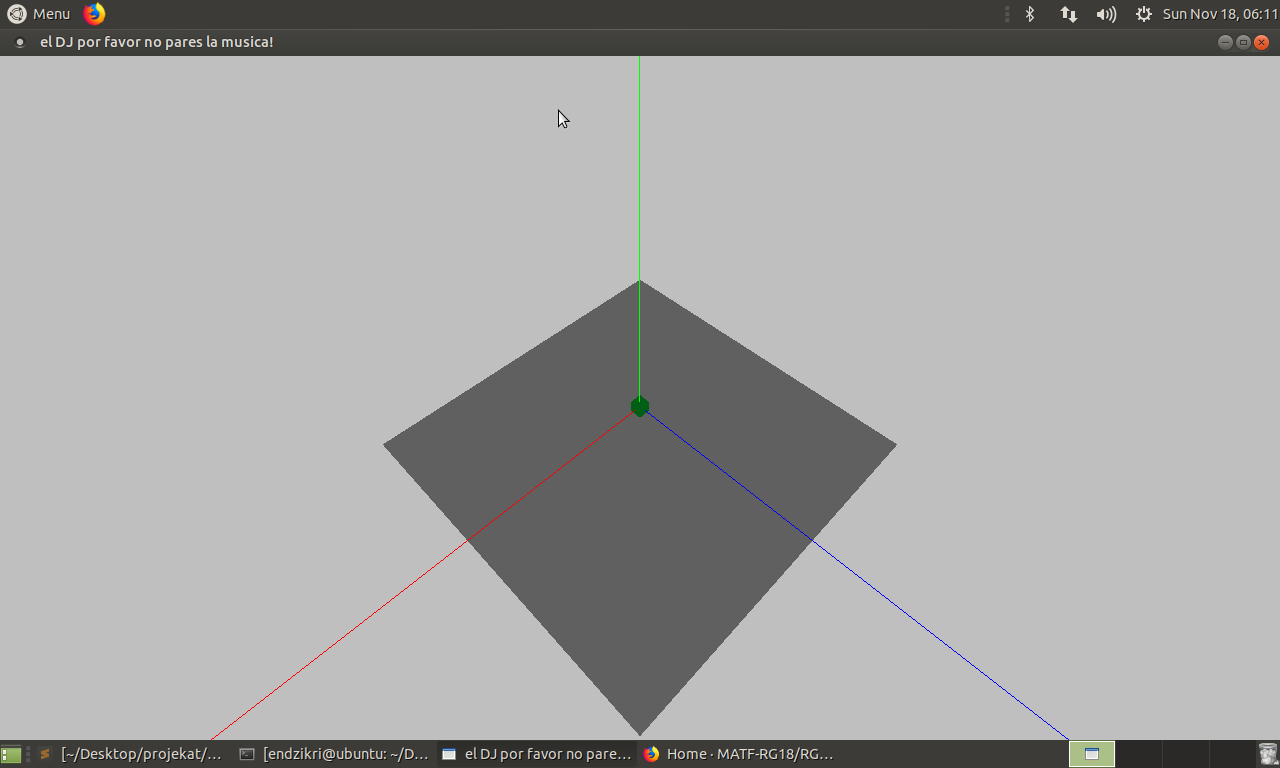 Menu
Sun Nov 18, 06:11
el DJ por favor no pares la musica!
[~/Desktop/projekat/...
[endzikri@ubuntu: ~/D...
el DJ por favor no pare...
Home · MATF-RG18/RG...